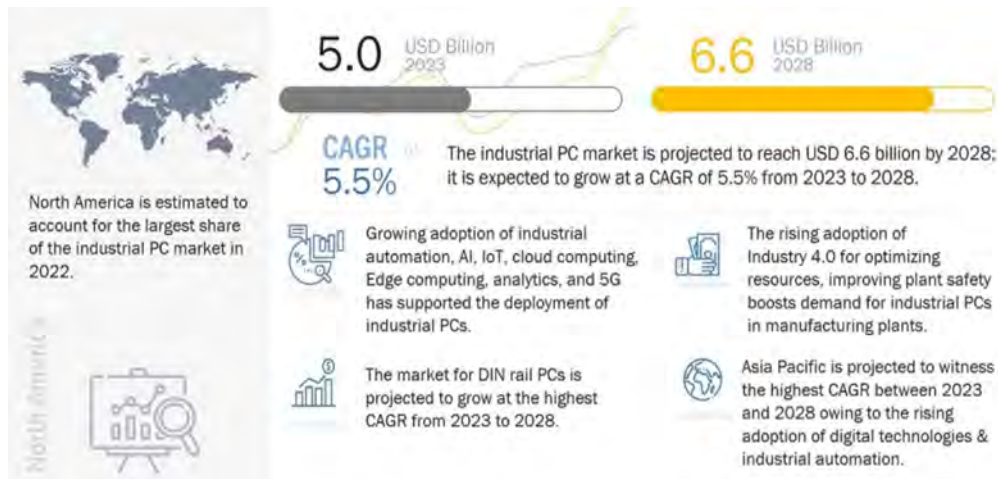 5.0 USD Billion
2023
6.6 USD Billion
2028
CAGR
5.5%
The industrial PC market is projected to reach USD 6.6 billion by 2028;
it is expected to grow at a CAGR of 5.5% from 2023 to 2028.
North America is estimated to
account for the largest share
of the industrial PC market in
2022.
North America
Growing adoption of industrial
automation, AI, IoT, cloud computing,
Edge computing, analytics, and 5G
has supported the deployment of
industrial PCs.
The rising adoption of
Industry 4.0 for optimizing
resources, improving plant safety
boosts demand for industrial PCs
in manufacturing plants.
The market for DIN rail PCs is
projected to grow at the highest
CAGR from 2023 to 2028.
Asia Pacific is projected to witness
the highest CAGR between 2023
and 2028 owing to the rising
adoption of digital technologies &
industrial automation.